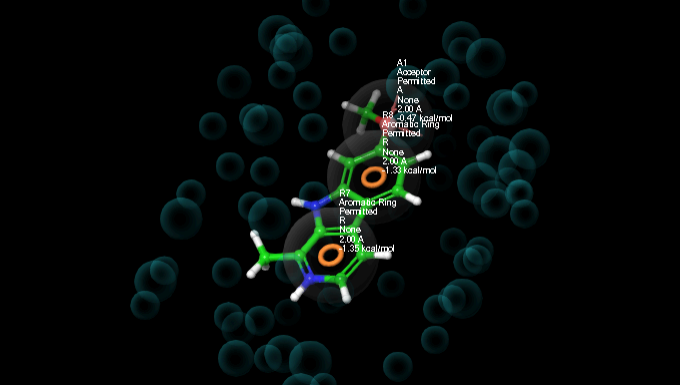 A1
Acceptor
Permitted
A
None
2.00 A
-0.47 kcal/mol
R8
Aromatic Ring
Permitted
R
None
2.00 A
-1.33 kcal/mol
R7
Aromatic Ring
Permitted
R
None
2.00 A
-1.35 kcal/mol